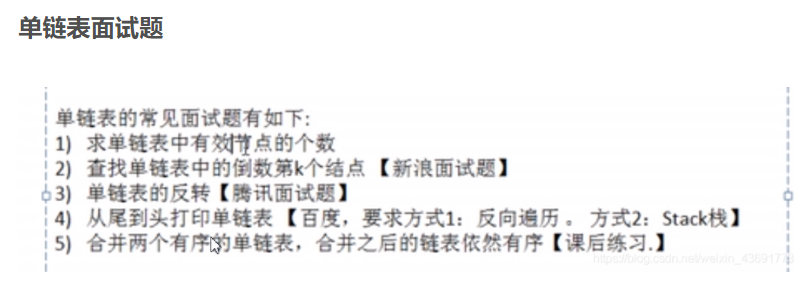 单链表面试题
单链表的常见面试题有如下:
1) 求单链表中有效节点的个数
2) 查找单链表中的倒数第k个结点 【新浪面试题】
3) 单链表的反转【腾讯面试题】
4) 从尾到头打印单链表 【百度，要求方式1：反向遍历 。 方式2：Stack栈】
5) 合并两个有序的单链表，合并之后的链表依然有序【课后练习.】